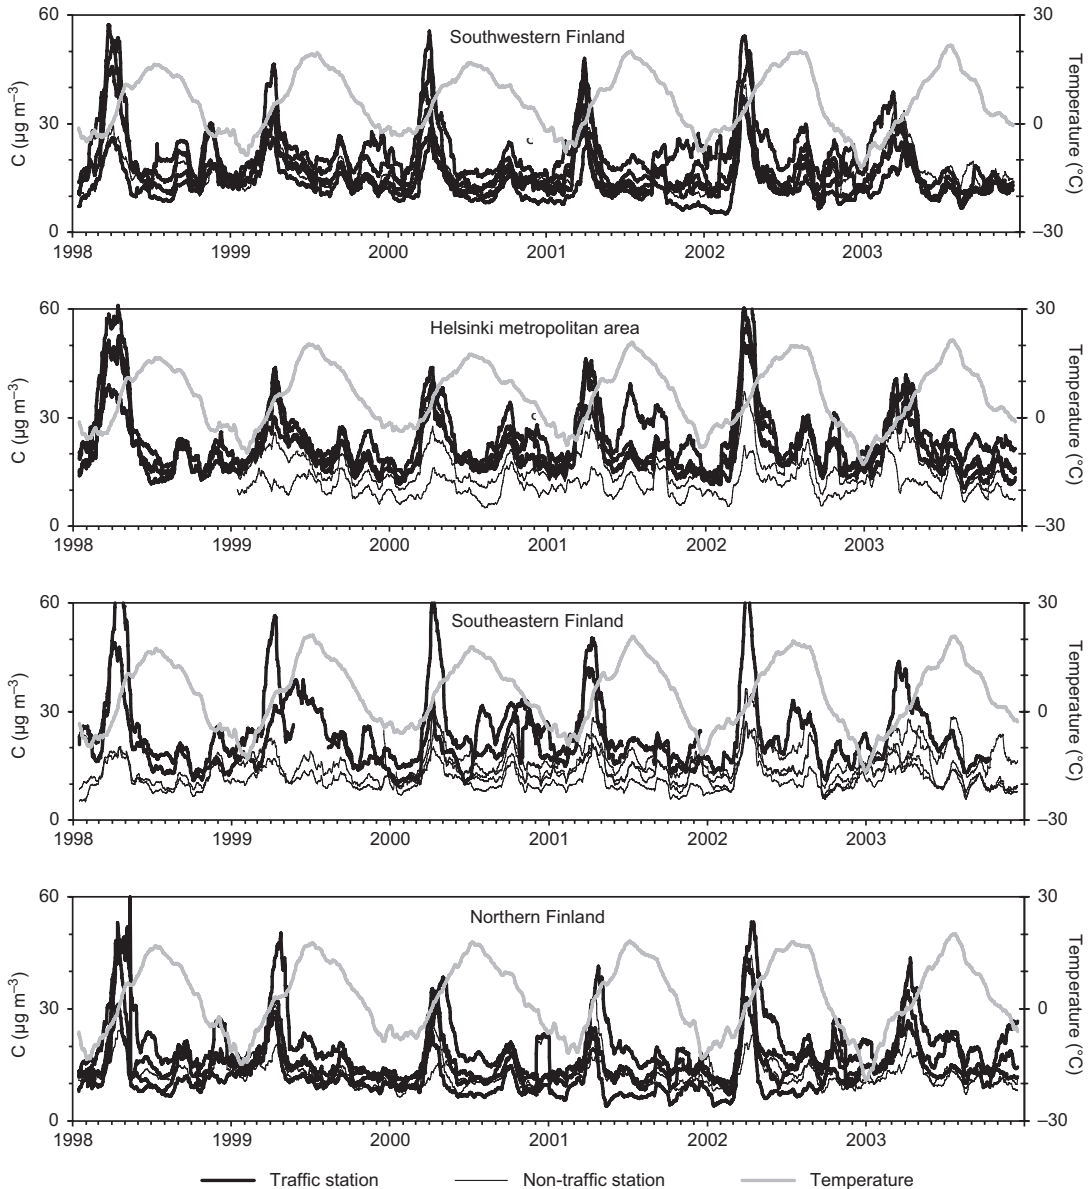 60 30
Southwestern Finland
C (µg m–3)
Temperature (°C)
30 0
c
0 –30
1998 1999 2000 2001 2002 2003
60 30
Helsinki metropolitan area
C (µg m–3)
Temperature (°C)
30 0
c
0 –30
1998 1999 2000 2001 2002 2003
60 30
Southeastern Finland
C (µg m–3)
Temperature (°C)
30 0
0 –30
1998 1999 2000 2001 2002 2003
60 30
Northern Finland
C (µg m–3)
Temperature (°C)
30 0
0 –30
1998 1999 2000 2001 2002 2003
Traffic station Non-traffic station Temperature